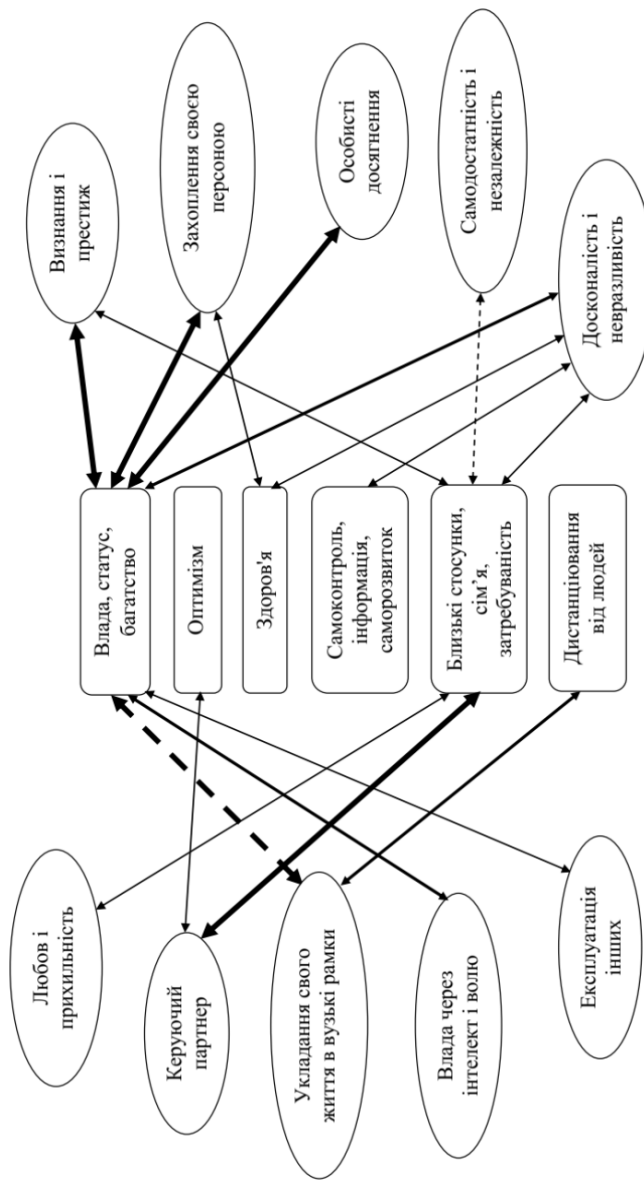 Любов і
прихильність
Керуючий
партнер
Укладання свого
життя в вузькі рамки
Влада через
інтелект і волю
Експлуатація
інших
Влада, статус,
багатство
Оптимізм
Здоров'я
Самоконтроль,
інформація,
саморозвиток
Близькі стосунки,
сім’я,
затребуваність
Дистанціювання
від людей
Визнання і
престиж
Захоплення своєю
персоною
Особисті
досягнення
Самодостатність і
незалежність
Досконалість і
невразливість